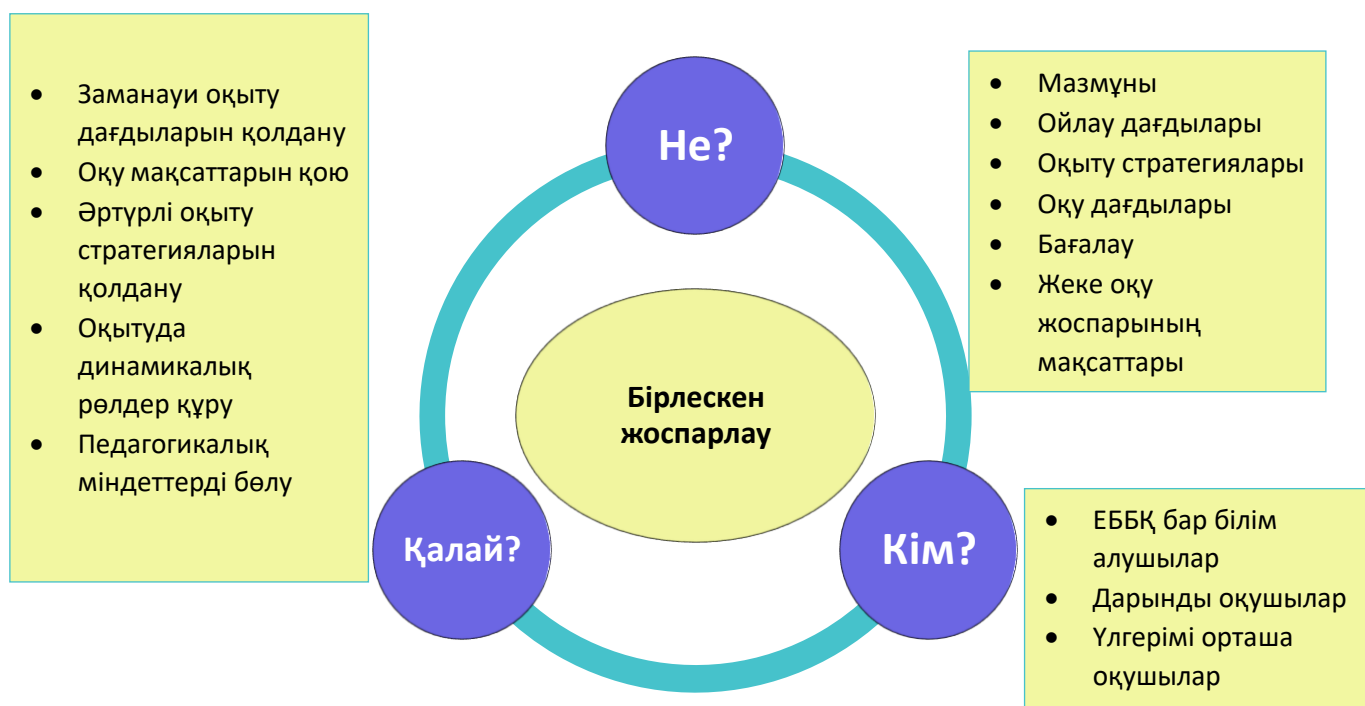 • Заманауи оқыту
дағдыларын қолдану
• Оқу мақсаттарын қою
• Әртүрлі оқыту
стратегияларын
қолдану
• Оқытуда
динамикалық
рөлдер құру
• Педагогикалық
міндеттерді бөлу
Не?
• Мазмұны
• Ойлау дағдылары
• Оқыту стратегиялары
• Оқу дағдылары
• Бағалау
• Жеке оқу
жоспарының
мақсаттары
Бірлескен
жоспарлау
Қалай?
Кім?
• ЕББҚ бар білім
алушылар
• Дарынды оқушылар
• Үлгерімі орташа
оқушылар